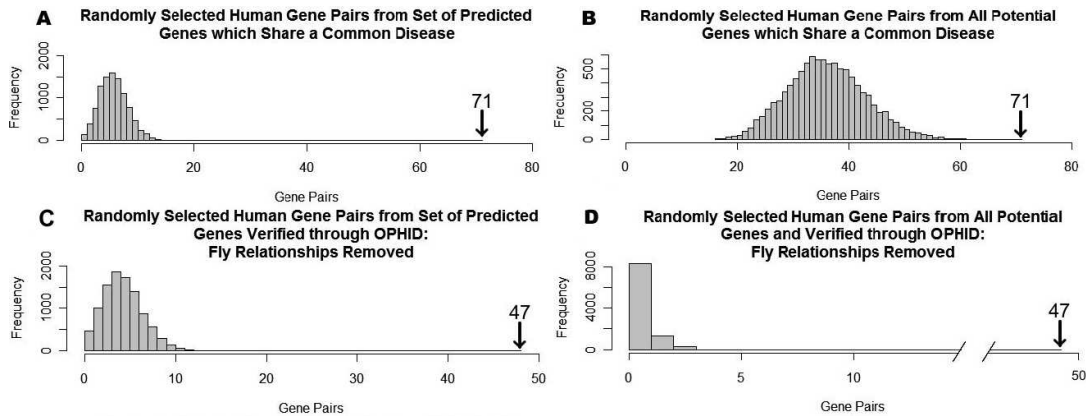 A
Randomly Selected Human Gene Pairs from Set of Predicted
Genes which Share a Common Disease
Frequency
0 1000 2000
71
0 20 40 60 80
Gene Pairs
B
Randomly Selected Human Gene Pairs from All Potential
Genes which Share a Common Disease
Frecuency
0 200 500
71
0 20 40 60 80
Gene Pairs
C
Randomly Selected Human Gene Pairs from Set of Predicted
Genes Verified through OPHID:
Fly Relationships Removed
Frequency
0 1000 2000
47
0 10 20 30 40 50
Gene Pairs
D
Randomly Selected Human Gene Pairs from All Potential
Genes and Verified through OPHID:
Fly Relationships Removed
Frequency
0 4000 8000
47
0 5 10 50
Gene Pairs